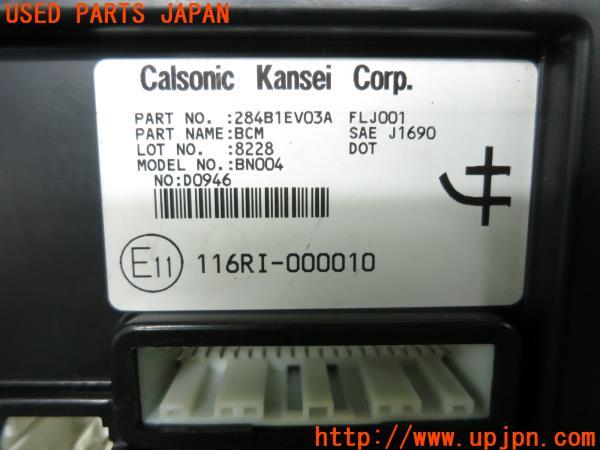 USED PARTS JAPAN
Calsonic Kansei Corp.
PART NO. :284B1EV03A FLJ001
PART NAME:BCM SAE J1690
LOT NO. :8228 DOT
MODEL NO.:BN004
NO:D0946
E11 116RI-000010
http://www.upjpn.com/